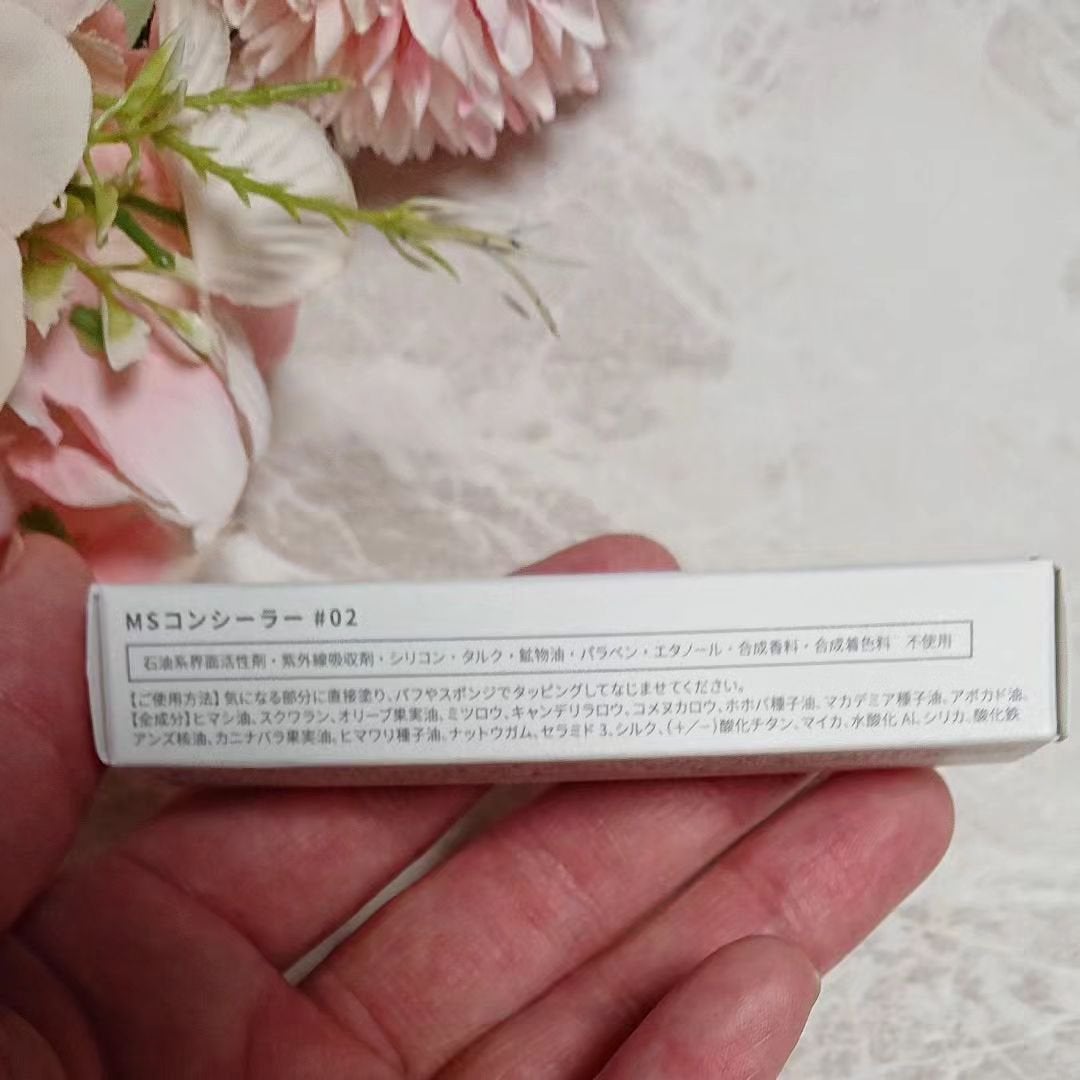 MSコンシーラー #02
石油系界面活性剤・紫外線吸収剤・シリコン・タルク・鉱物油・パラベン・エタノール・合成香料・合成着色料 不使用
【ご使用方法】気になる部分に直接塗り、パフやスポンジでタッピングしてなじませてください。
【全成分】ヒマシ油、スクワラン、オリーブ果実油、ミツロウ、キャンデリラロウ、コメヌカロウ、ホホバ種子油、マカデミア種子油、アボカド油、
アンズ核油、カニナバラ果実油、ヒマワリ種子油、ナットウガム、セラミド3、シルク、(+/−)酸化チタン、マイカ、水酸化Al、シリカ、酸化鉄